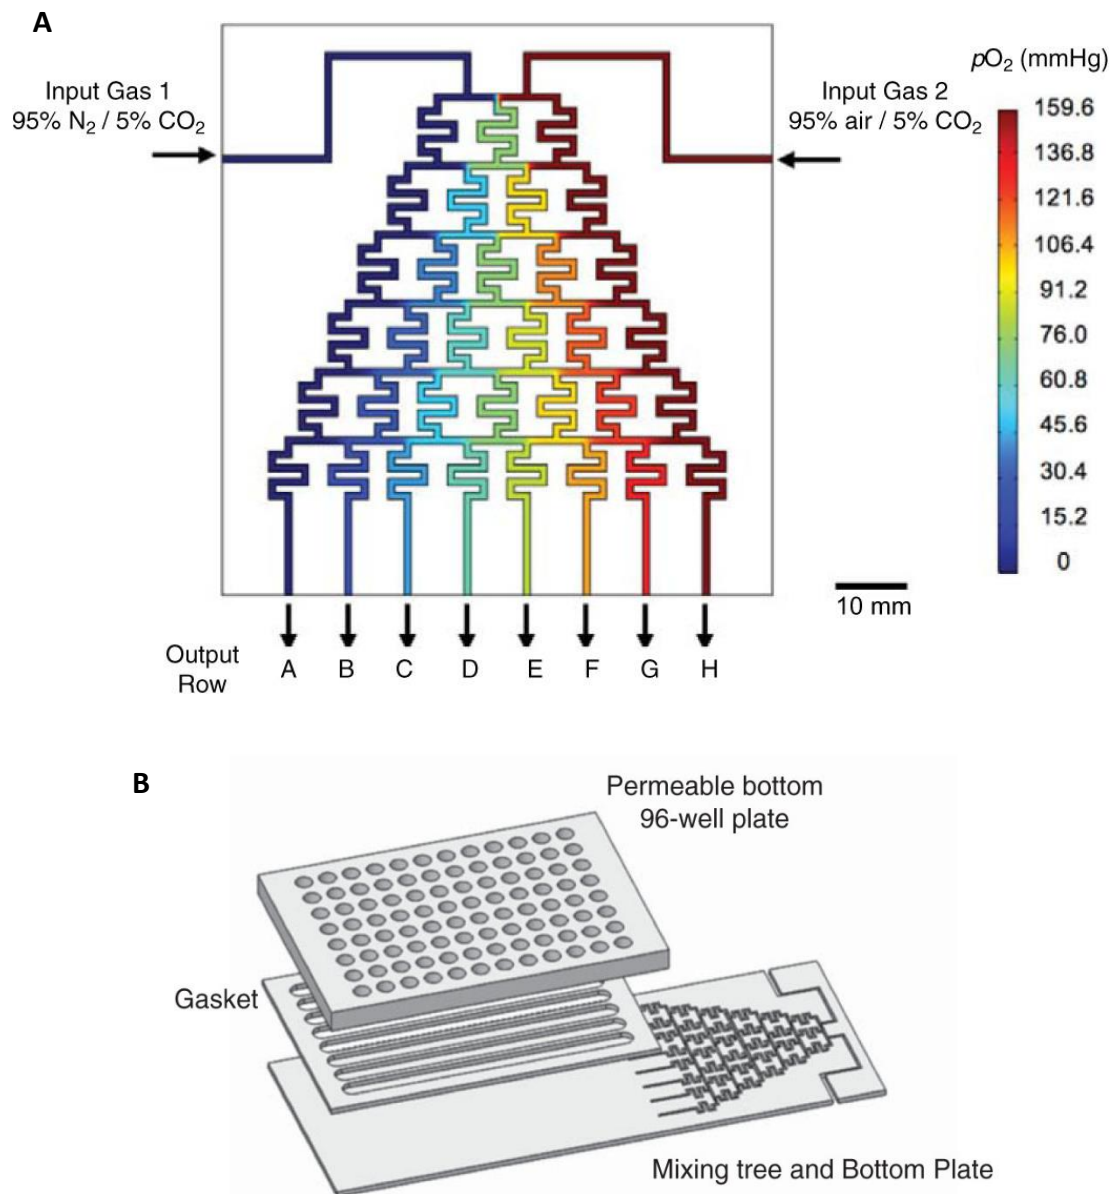 A
Input Gas 1
95% N₂ / 5% CO₂
Input Gas 2
95% air / 5% CO₂
pO₂ (mmHg)
159.6
136.8
121.6
106.4
91.2
76.0
60.8
45.6
30.4
15.2
0
10 mm
Output
Row
A B C D E F G H
B
Permeable bottom
96-well plate
Gasket
Mixing tree and Bottom Plate